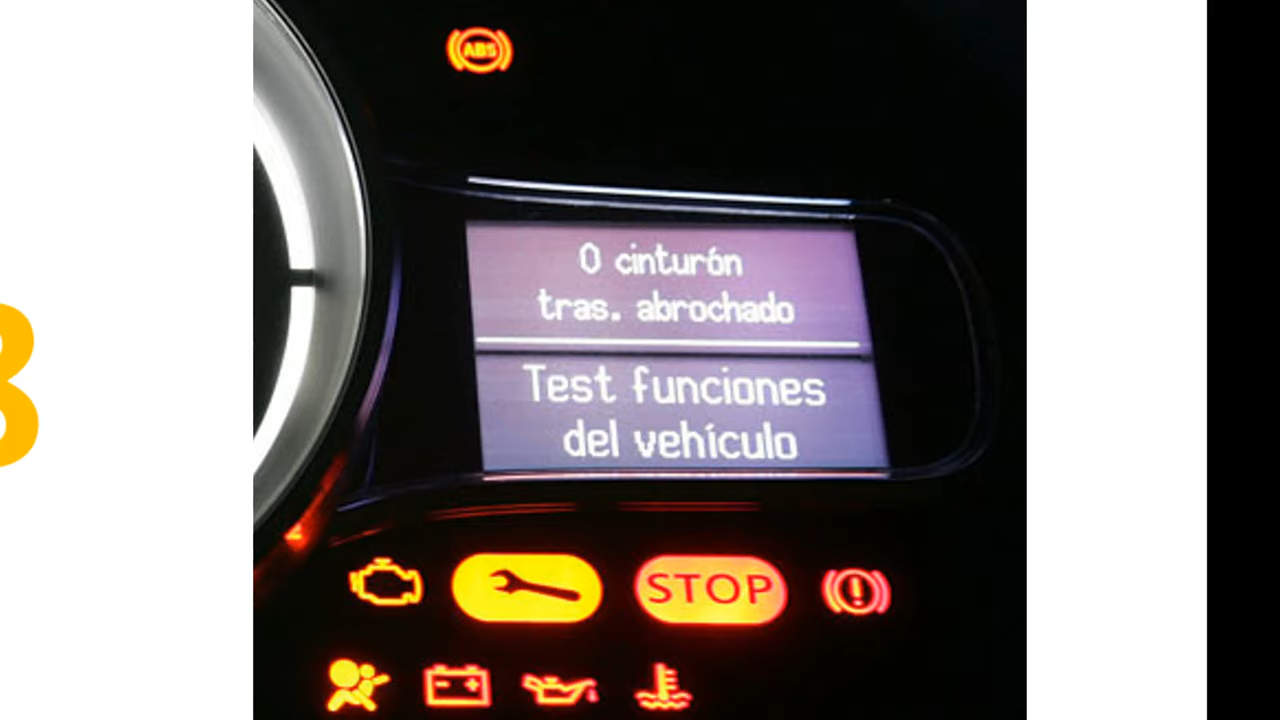 ABS
0 cinturón
tras. abrochado
Test funciones
del vehículo
STOP